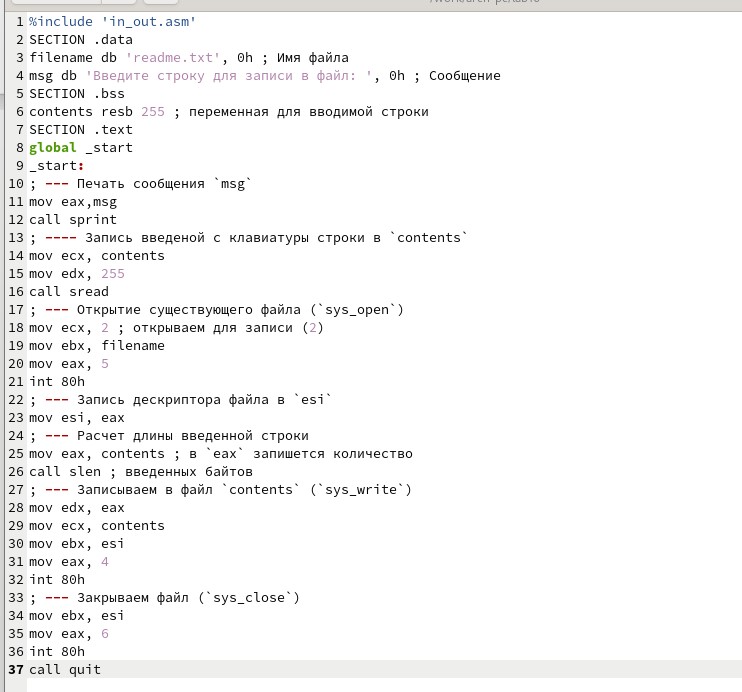 1 %include 'in_out.asm'
2 SECTION .data
3 filename db 'readme.txt', 0h ; Имя файла
4 msg db 'Введите строку для записи в файл: ', 0h ; Сообщение
5 SECTION .bss
6 contents resb 255 ; переменная для вводимой строки
7 SECTION .text
8 global _start
9 _start:
10 ; --- Печать сообщения `msg`
11 mov eax,msg
12 call sprint
13 ; ---- Запись введеной с клавиатуры строки в `contents`
14 mov ecx, contents
15 mov edx, 255
16 call sread
17 ; --- Открытие существующего файла (`sys_open`)
18 mov ecx, 2 ; открываем для записи (2)
19 mov ebx, filename
20 mov eax, 5
21 int 80h
22 ; --- Запись дескриптора файла в `esi`
23 mov esi, eax
24 ; --- Расчет длины введенной строки
25 mov eax, contents ; в `eax` запишется количество
26 call slen ; введенных байтов
27 ; --- Записываем в файл `contents` (`sys_write`)
28 mov edx, eax
29 mov ecx, contents
30 mov ebx, esi
31 mov eax, 4
32 int 80h
33 ; --- Закрываем файл (`sys_close`)
34 mov ebx, esi
35 mov eax, 6
36 int 80h
37 call quit